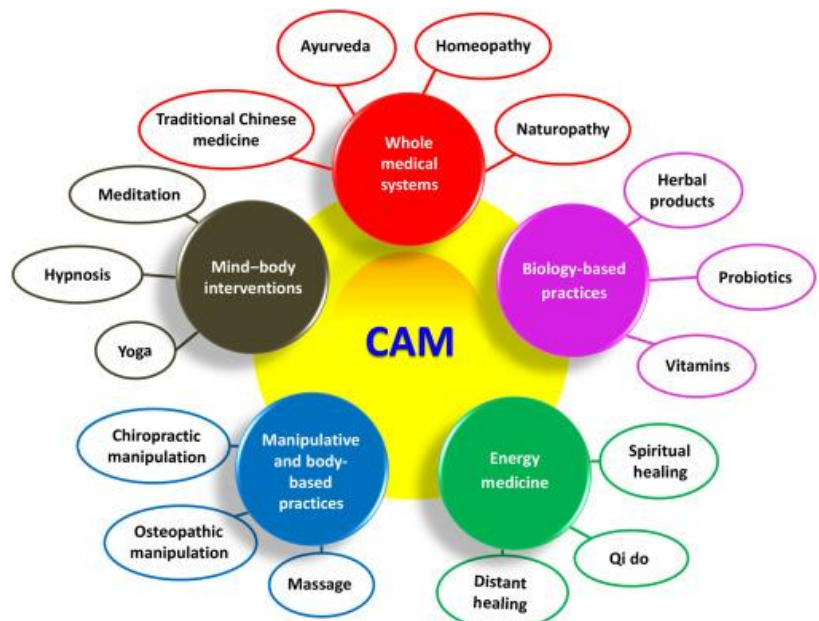 Ayurveda
Homeopathy
Traditional Chinese
medicine
Whole
medical
systems
Naturopathy
Meditation
Hypnosis
Yoga
Mind–body
interventions
Herbal
products
Biology-based
practices
Probiotics
Vitamins
CAM
Chiropractic
manipulation
Osteopathic
manipulation
Massage
Manipulative
and body-
based
practices
Energy
medicine
Spiritual
healing
Qi do
Distant
healing